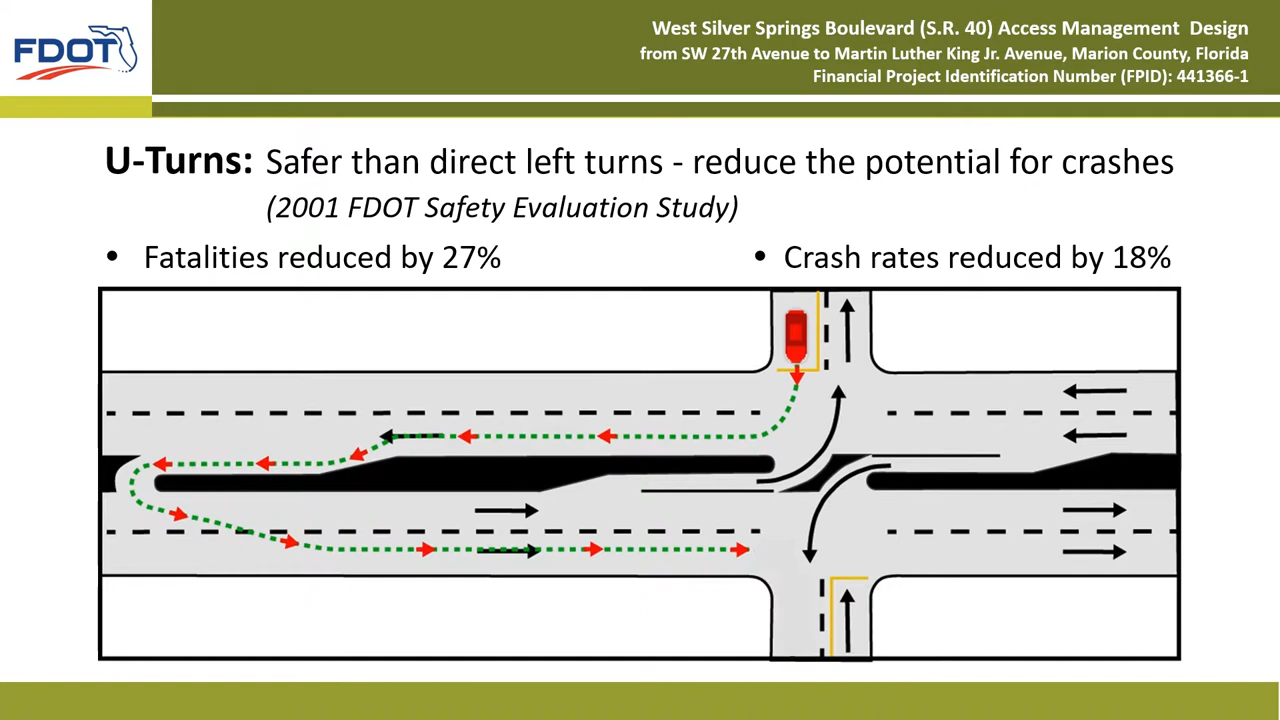 FDOT
West Silver Springs Boulevard (S.R. 40) Access Management Design
from SW 27th Avenue to Martin Luther King Jr. Avenue, Marion County, Florida
Financial Project Identification Number (FPID): 441366-1
U-Turns: Safer than direct left turns - reduce the potential for crashes
(2001 FDOT Safety Evaluation Study)
• Fatalities reduced by 27%
• Crash rates reduced by 18%